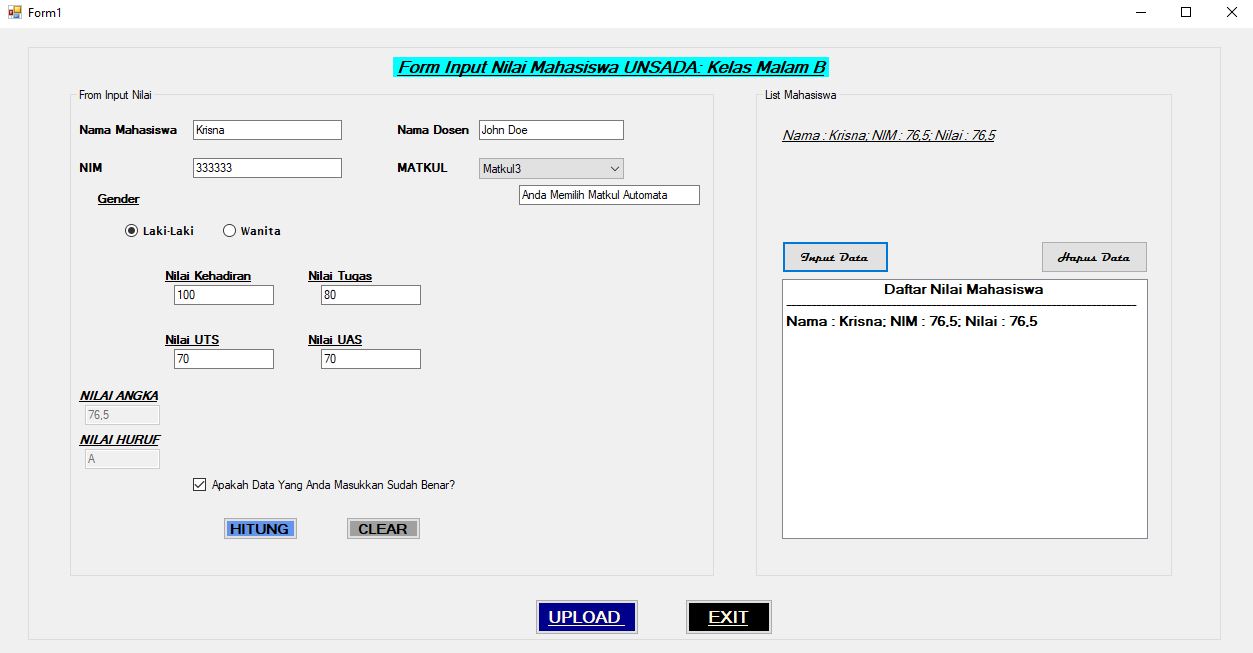 Form1
Form Input Nilai Mahasiswa UNSADA: Kelas Malam B
From Input Nilai
Nama Mahasiswa Krisna Nama Dosen John Doe
NIM 333333 MATKUL Matkul3
Anda Memilih Matkul Automata
Gender
Laki-Laki Wanita
Nilai Kehadiran Nilai Tugas
100 80
Nilai UTS Nilai UAS
70 70
NILAI ANGKA
76,5
NILAI HURUF
A
Apakah Data Yang Anda Masukkan Sudah Benar?
HITUNG CLEAR
List Mahasiswa
Nama : Krisna; NIM : 76,5; Nilai : 76,5
Input Data Hapus Data
Daftar Nilai Mahasiswa
Nama : Krisna; NIM : 76,5; Nilai : 76,5
UPLOAD EXIT